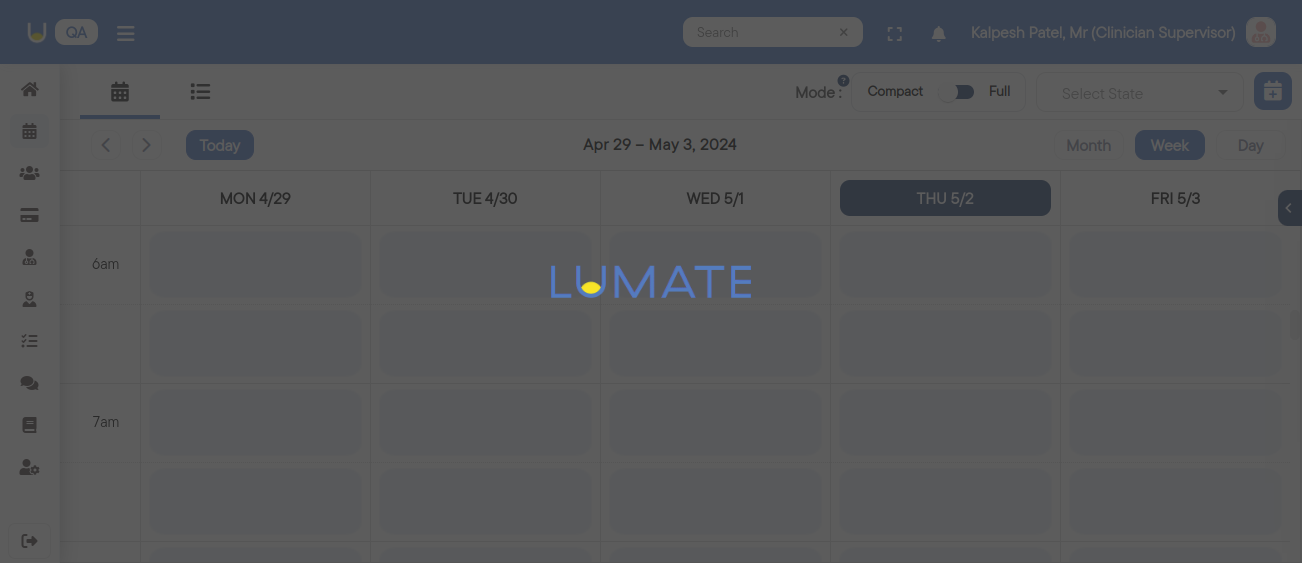 QA
Search
Kalpesh Patel, Mr (Clinician Supervisor)
Mode :
?
Compact
Full
Select State
Today
Apr 29 – May 3, 2024
Month
Week
Day
MON 4/29
TUE 4/30
WED 5/1
THU 5/2
FRI 5/3
6am
LUMATE
7am